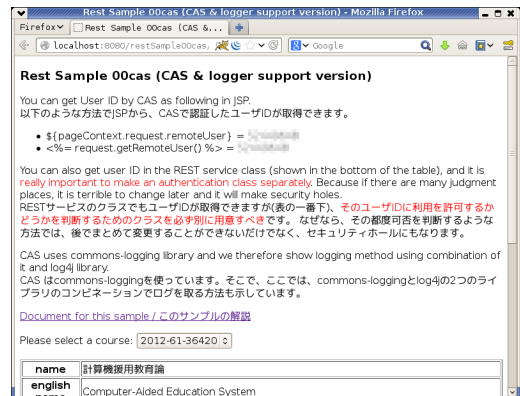 Rest Sample 00cas (CAS & logger support version) - Mozilla Firefox
Firefox
Rest Sample 00cas (CAS &...
localhost:8080/restSample00cas,
Google
Rest Sample 00cas (CAS & logger support version)
You can get User ID by CAS as following in JSP.
以下のような方法でJSPから、CASで認証したユーザIDが取得できます。
• ${pageContext.request.remoteUser} =
• <%= request.getRemoteUser() %> =
You can also get user ID in the REST service class (shown in the bottom of the table), and it is
really important to make an authentication class separately. Because if there are many judgment
places, it is terrible to change later and it will make security holes.
RESTサービスのクラスでもユーザIDが取得できますが(表の一番下)、そのユーザIDに利用を許可するか
どうかを判断するためのクラスを必ず別に用意すべきです。 なぜなら、その都度可否を判断するような
方法では、後でまとめて変更することができないだけでなく、セキュリティホールにもなります。
CAS uses commons-logging library and we therefore show logging method using combination of
it and log4j library.
CAS はcommons-loggingを使っています。そこで、ここでは、commons-loggingとlog4jの2つのライ
ブラリのコンビネーションでログを取る方法も示しています。
Document for this sample / このサンプルの解説
Please select a course: 2012-61-36420
name 計算機援用教育論
english Computer-Aided Education System